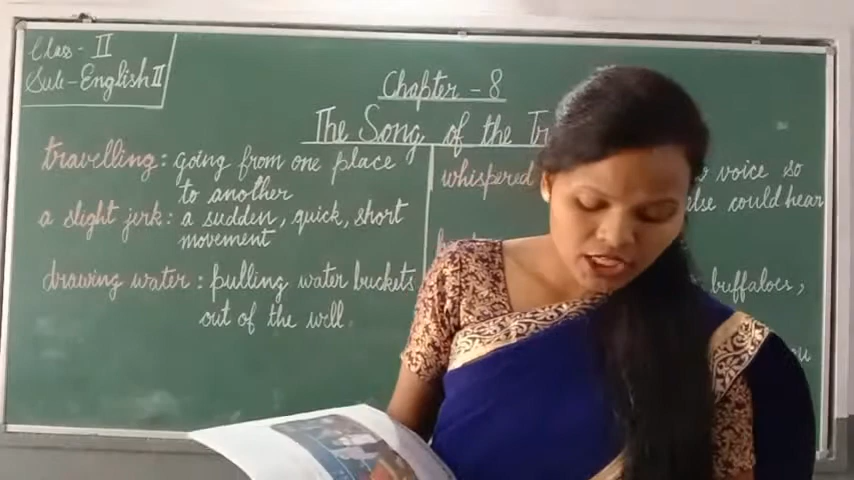 Class - II
Sub - English II
Chapter - 8
The Song of the
travelling : going from one place
to another
a slight jerk : a sudden, quick, short
movement
drawing water : pulling water buckets
out of the well
whispered
voice so
could hear
buffaloes,